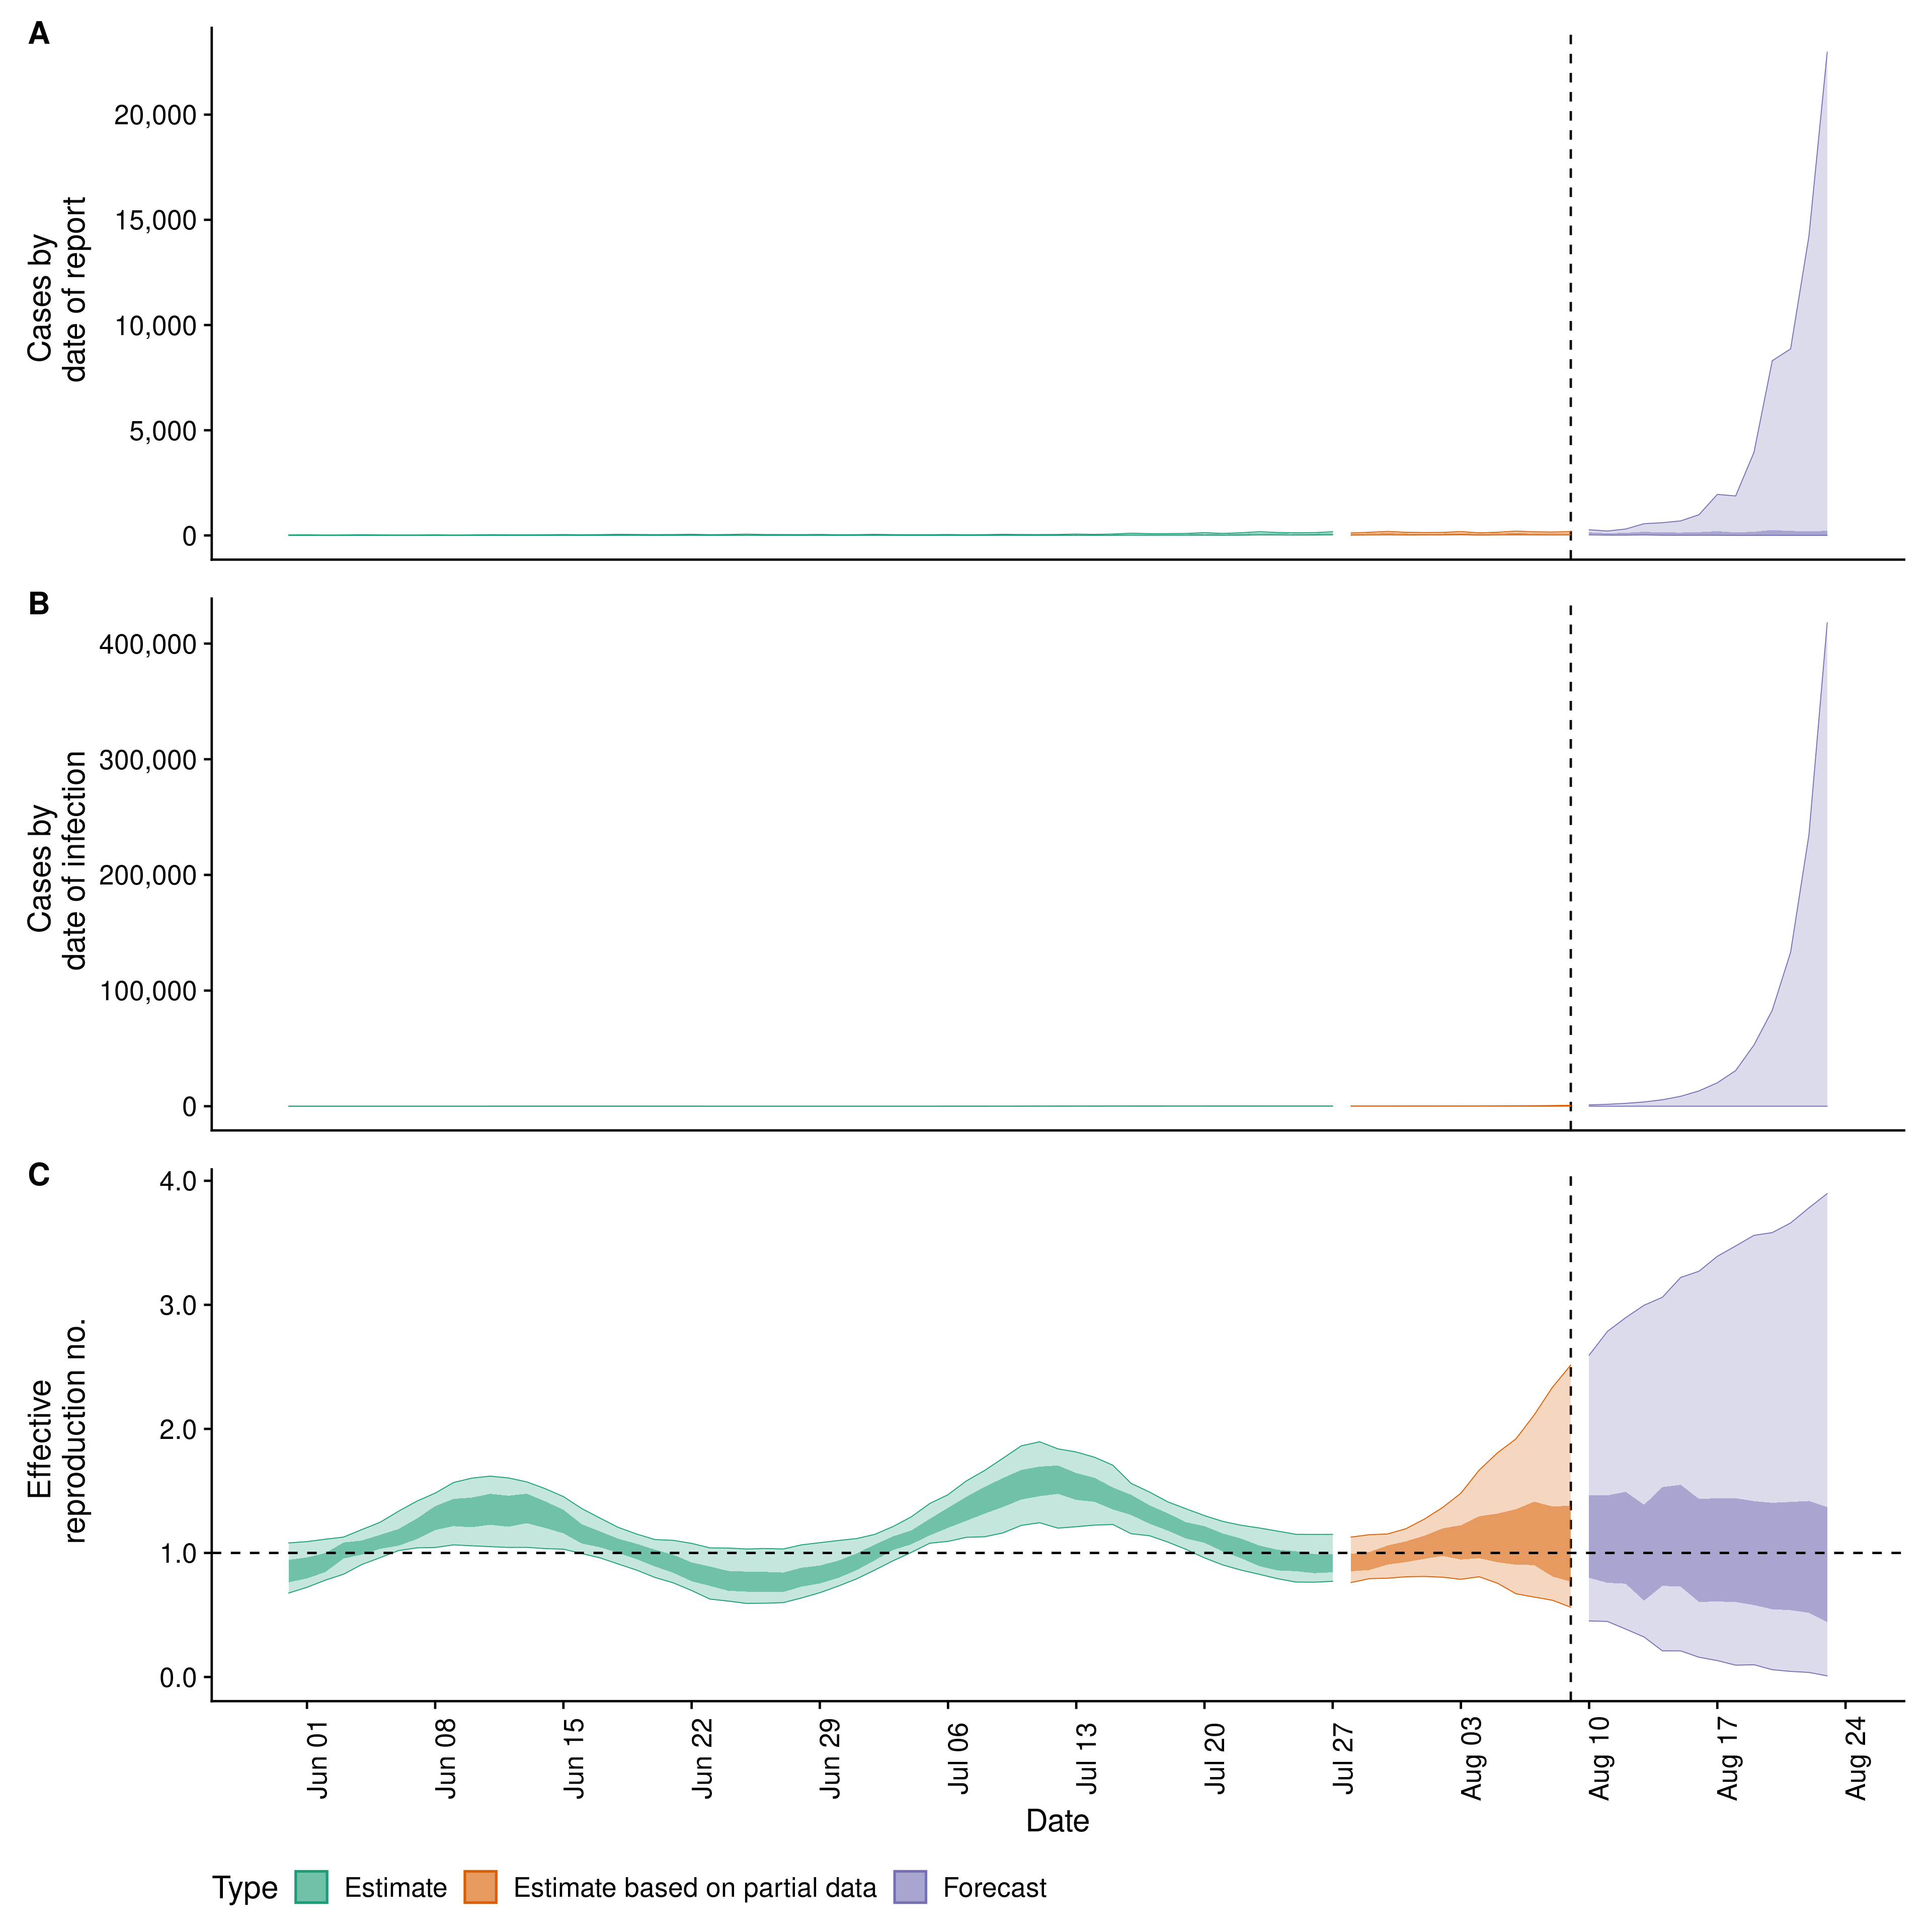 A
Cases by
date of report
20,000
15,000
10,000
5,000
0
B
Cases by
date of infection
400,000
300,000
200,000
100,000
0
C
Effective
reproduction no.
4.0
3.0
2.0
1.0
0.0
Jun 01
Jun 08
Jun 15
Jun 22
Jun 29
Jul 06
Jul 13
Jul 20
Jul 27
Aug 03
Aug 10
Aug 17
Aug 24
Date
Type Estimate Estimate based on partial data Forecast